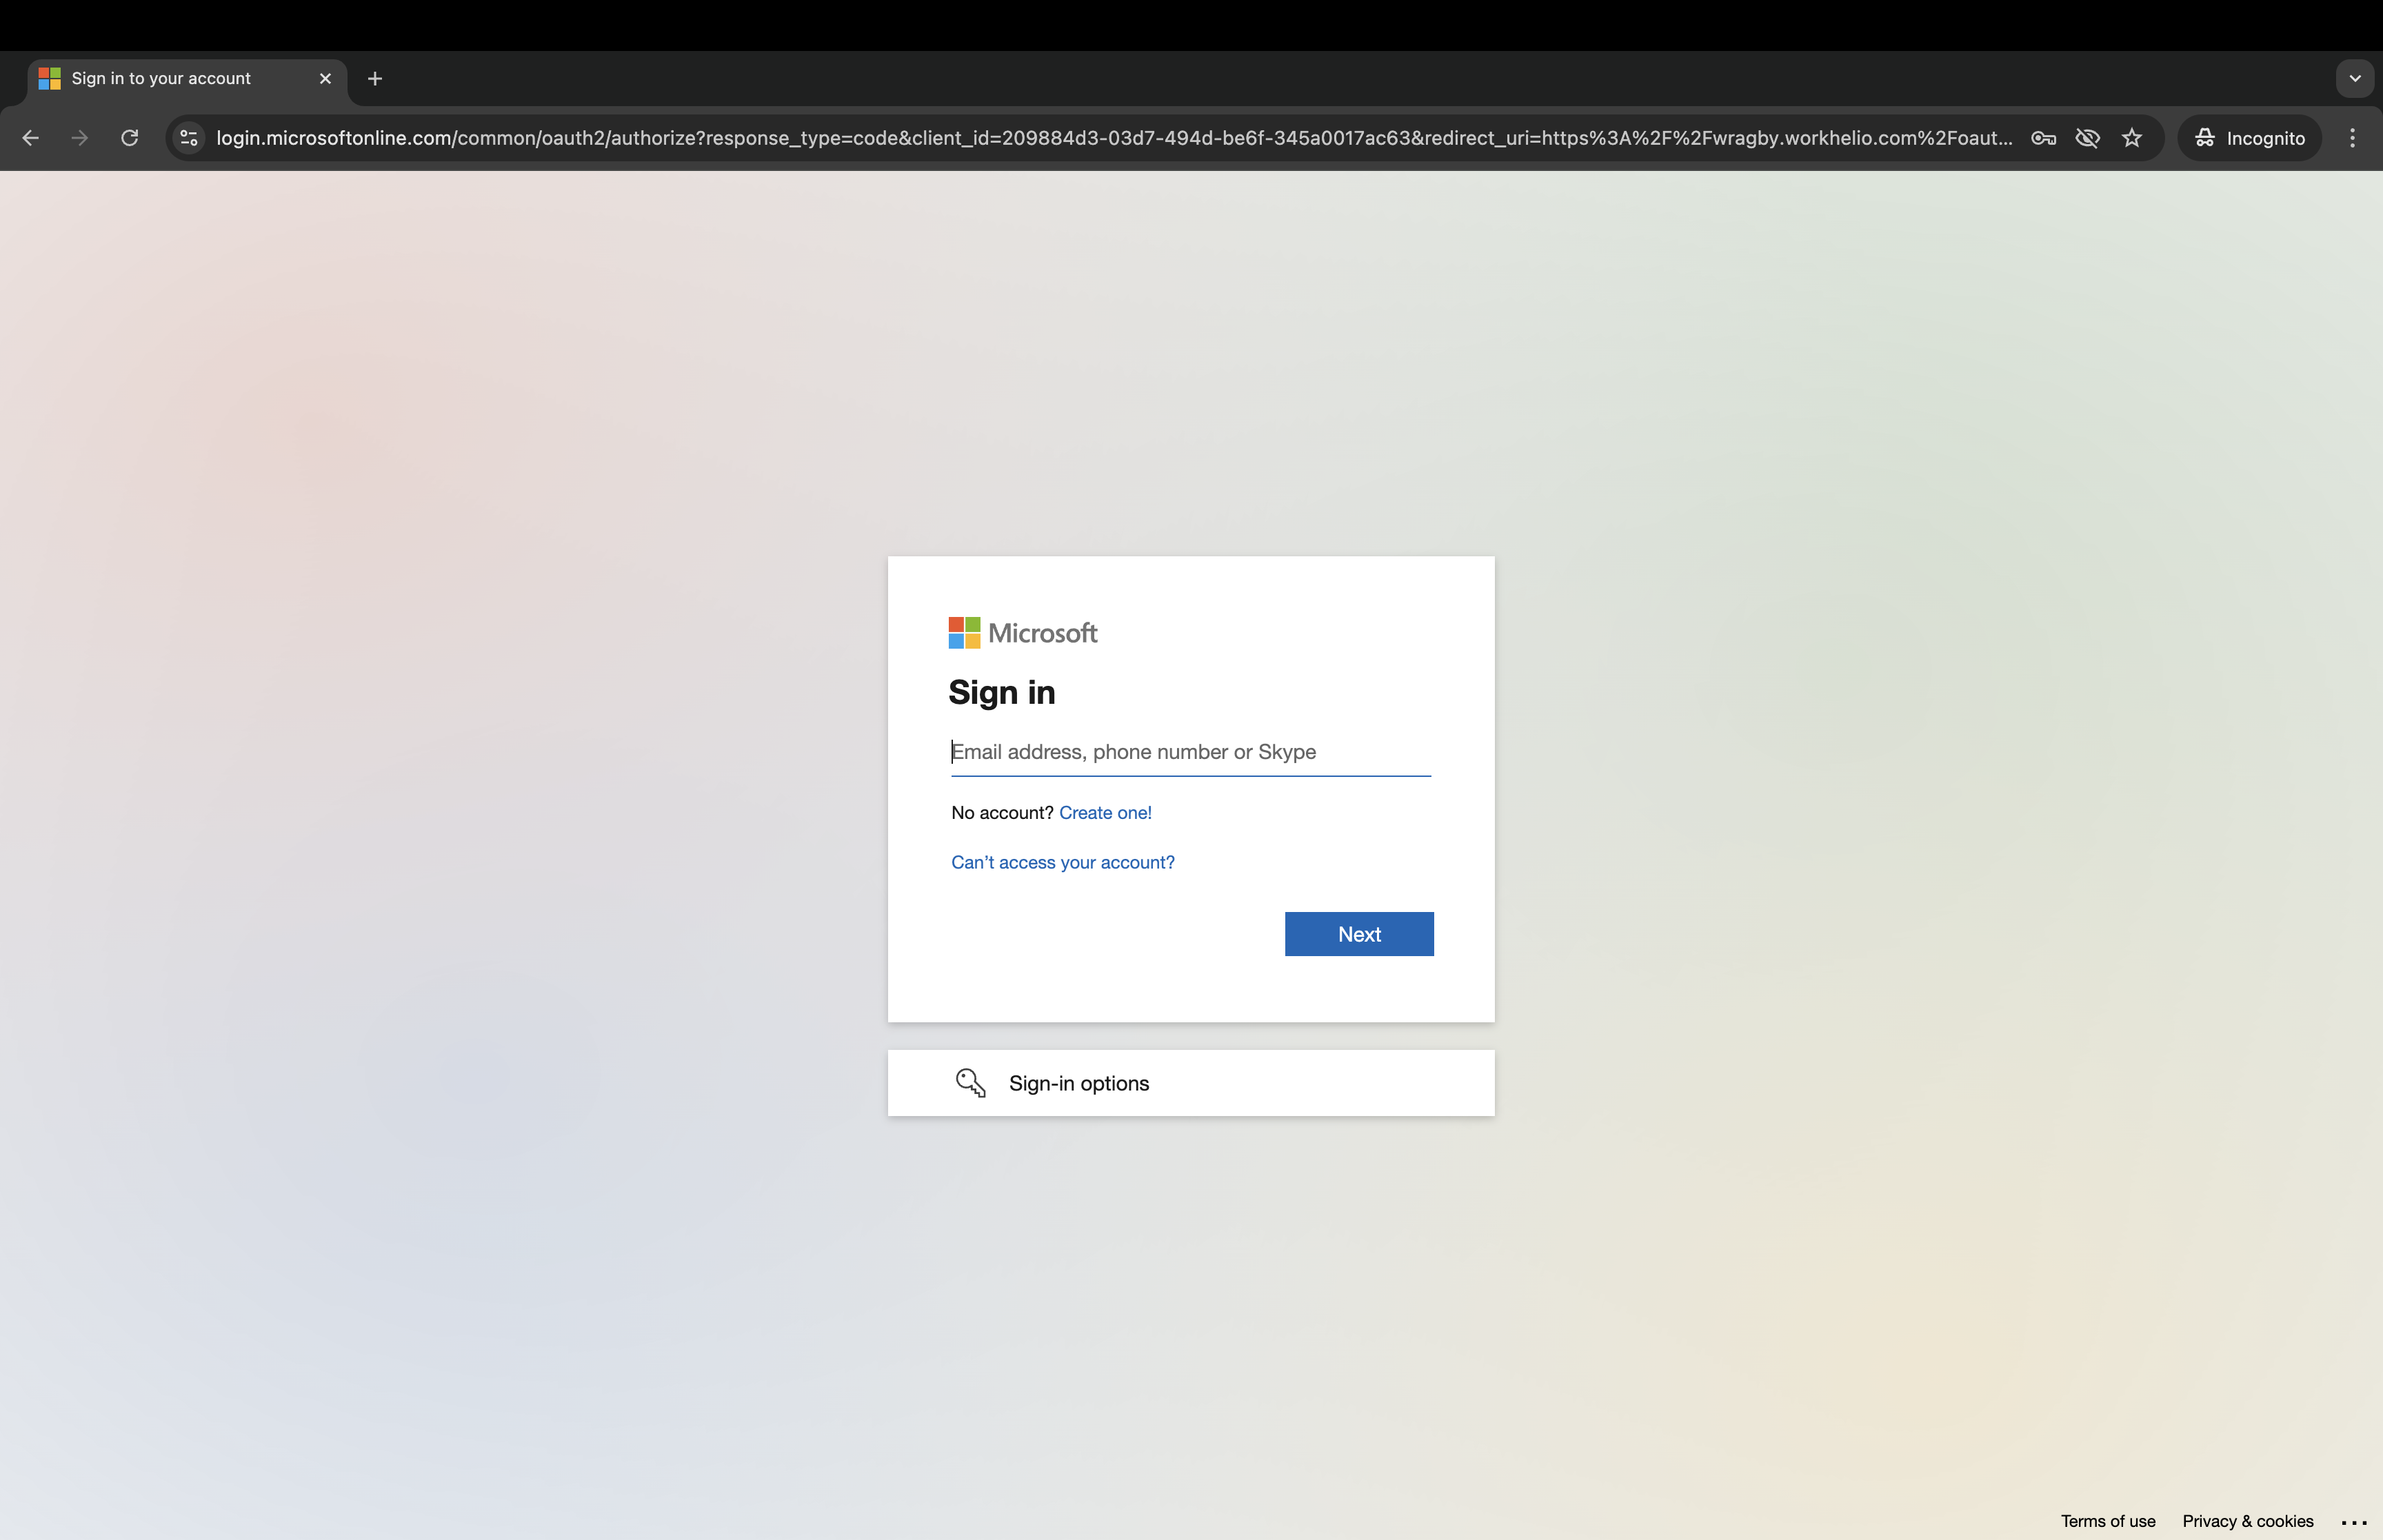 Sign in to your account
login.microsoftonline.com/common/oauth2/authorize?response_type=code&client_id=209884d3-03d7-494d-be6f-345a0017ac63&redirect_uri=https%3A%2F%2Fwragby.workhelio.com%2Foaut...
Incognito
Microsoft
Sign in
Email address, phone number or Skype
No account? Create one!
Can't access your account?
Next
Sign-in options
Terms of use Privacy & cookies ...